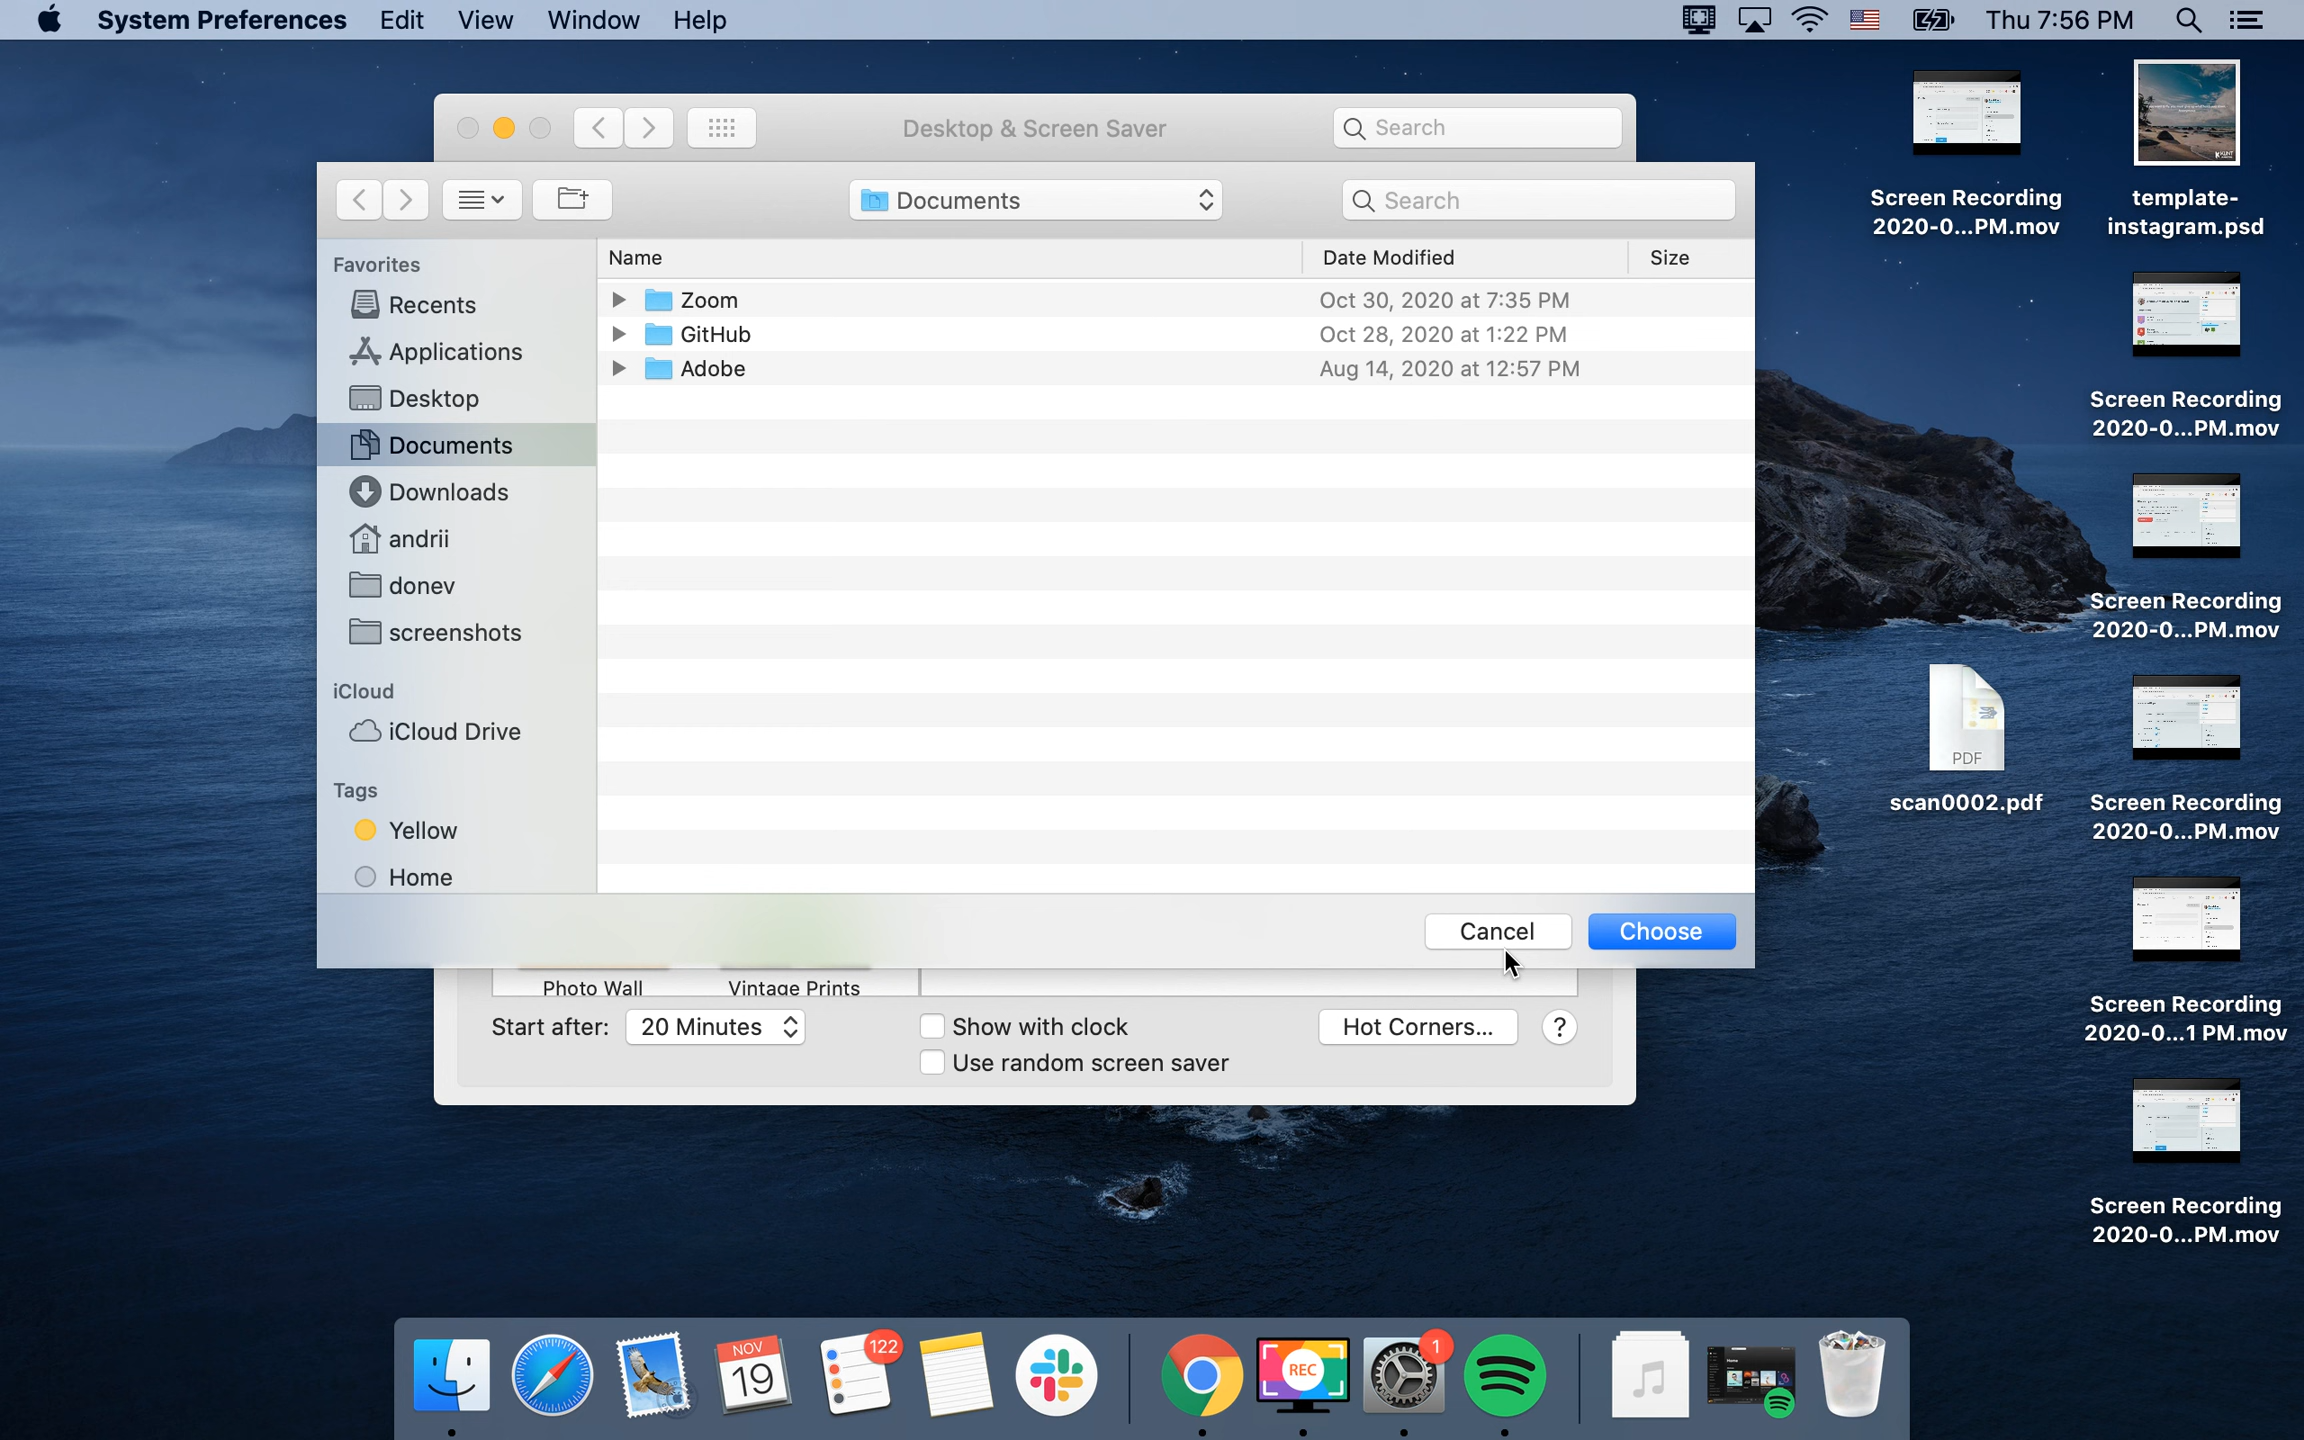 System Preferences Edit View Window Help Thu 7:56 PM
Desktop & Screen Saver Search
Documents Search
Favorites
Recents
Applications
Desktop
Documents
Downloads
andrii
donev
screenshots
iCloud
iCloud Drive
Tags
Yellow
Home
Name Date Modified Size
Zoom Oct 30, 2020 at 7:35 PM
GitHub Oct 28, 2020 at 1:22 PM
Adobe Aug 14, 2020 at 12:57 PM
Cancel Choose
Photo Wall Vintage Prints
Start after: 20 Minutes Show with clock Hot Corners... ?
Use random screen saver
Screen Recording
2020-0...PM.mov
template-
instagram.psd
Screen Recording
2020-0...PM.mov
Screen Recording
2020-0...PM.mov
PDF
scan0002.pdf
Screen Recording
2020-0...PM.mov
Screen Recording
2020-0...1 PM.mov
Screen Recording
2020-0...PM.mov
NOV
19
122
REC
1